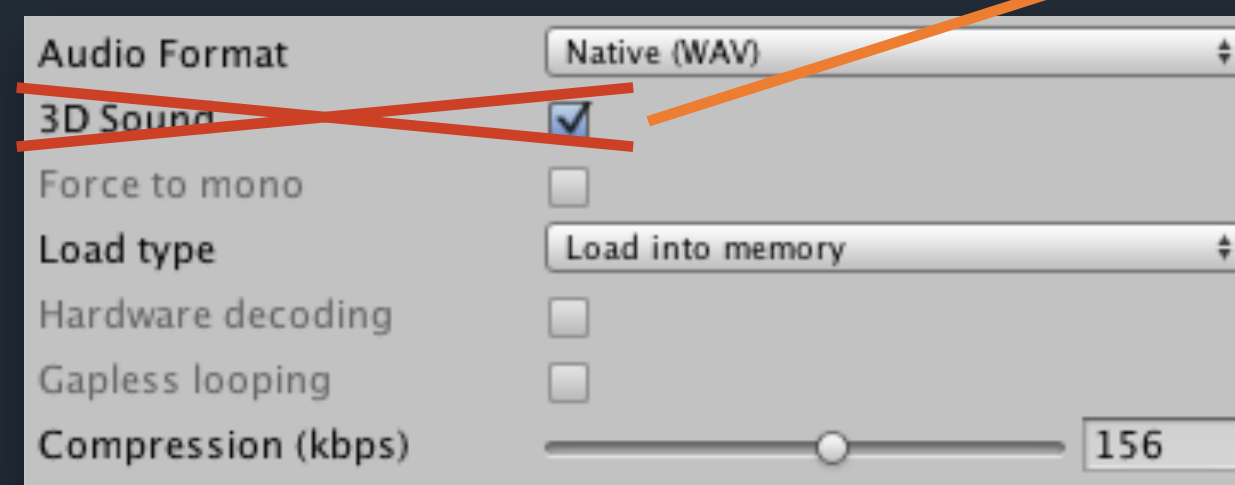 Audio Format Native (WAV)
3D Sound
Force to mono
Load type Load into memory
Hardware decoding
Gapless looping
Compression (kbps) 156